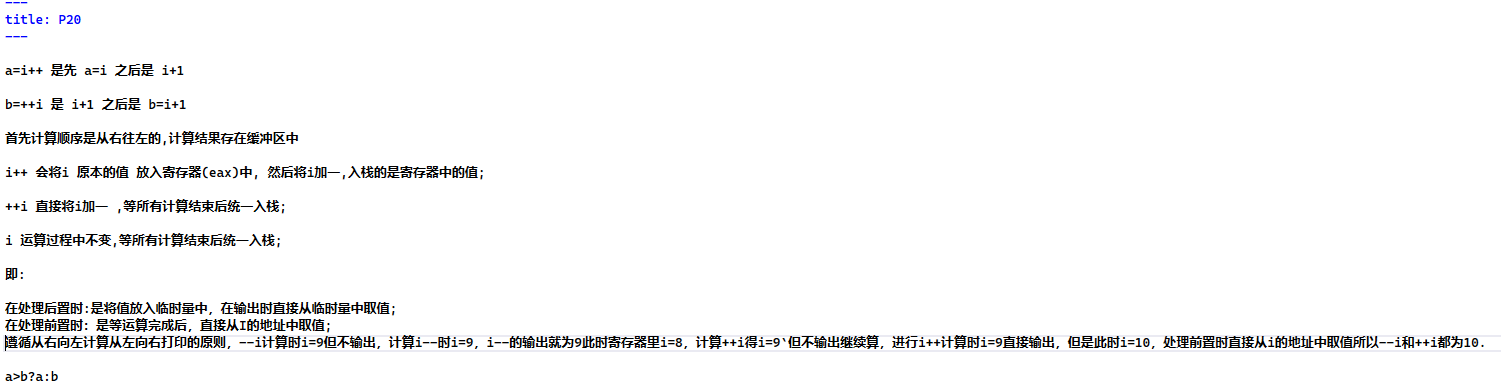 ---
title: P20
---
a=i++ 是先 a=i 之后是 i+1
b=++i 是 i+1 之后是 b=i+1
首先计算顺序是从右往左的,计算结果存在缓冲区中
i++ 会将i 原本的值 放入寄存器(eax)中, 然后将i加一,入栈的是寄存器中的值;
++i 直接将i加一 ,等所有计算结束后统一入栈;
i 运算过程中不变,等所有计算结束后统一入栈;
即:
在处理后置时:是将值放入临时量中, 在输出时直接从临时量中取值;
在处理前置时: 是等运算完成后, 直接从I的地址中取值;
遵循从右向左计算从左向右打印的原则, --i计算时i=9但不输出, 计算i--时i=9, i--的输出就为9此时寄存器里i=8, 计算++i得i=9`但不输出继续算, 进行i++计算时i=9直接输出, 但是此时i=10, 处理前置时直接从i的地址中取值所以--i和++i都为10.
a>b?a:b